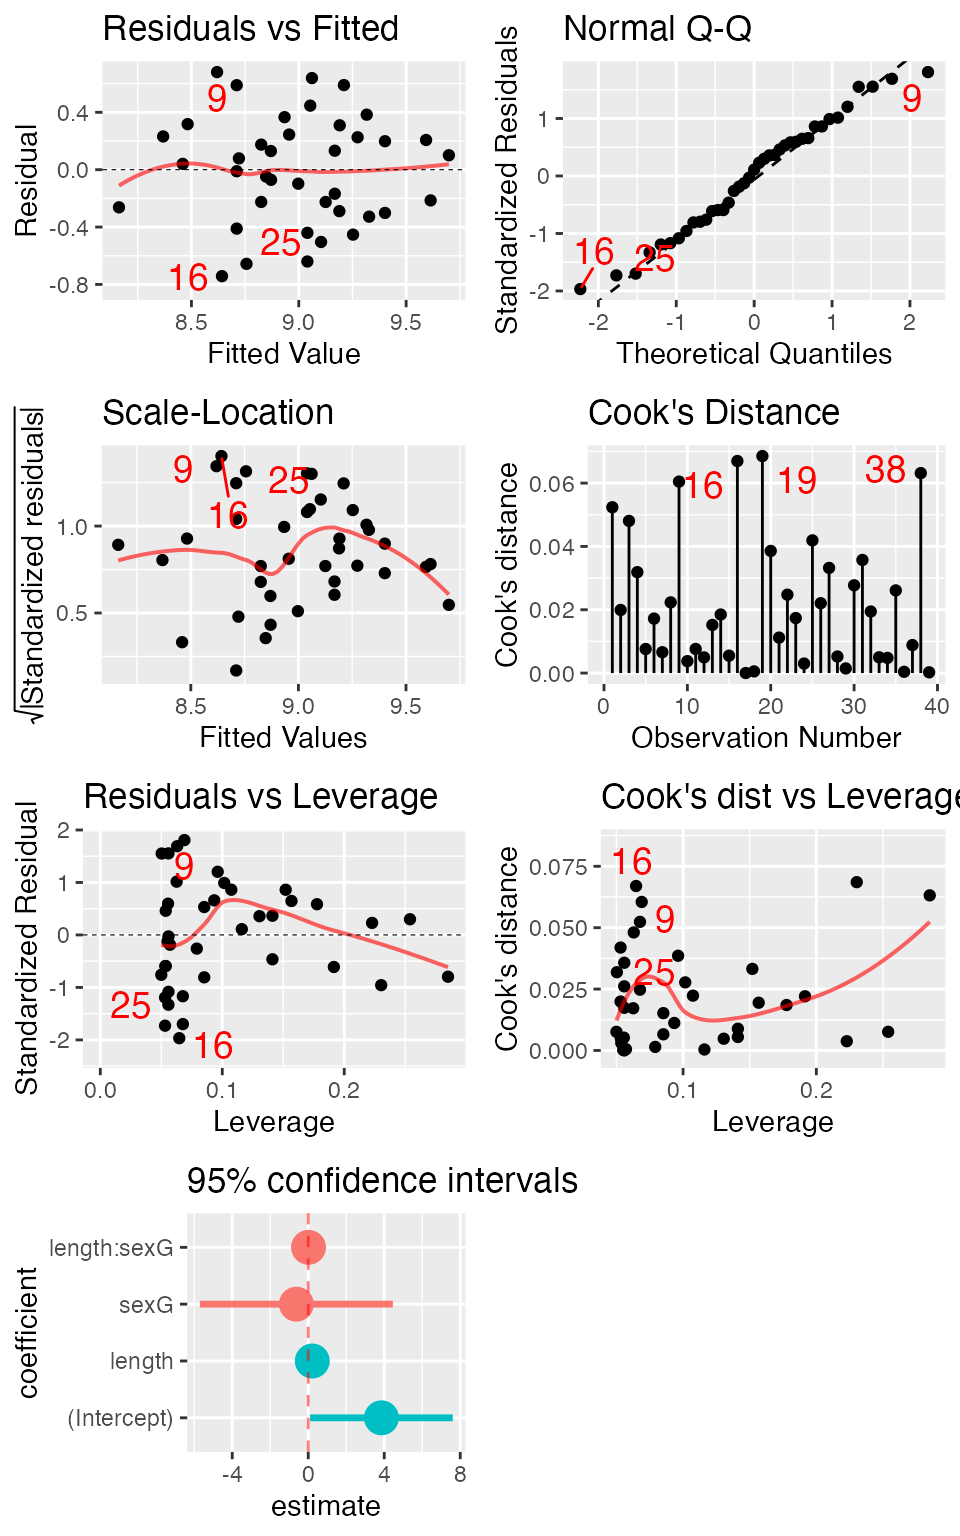 Residuals vs Fitted
Residual
0.4
0.0
-0.4
-0.8
9
25
16
8.5 9.0 9.5
Fitted Value
Normal Q-Q
Standardized Residuals
1
0
-1
-2
9
16
25
-2 -1 0 1 2
Theoretical Quantiles
Scale-Location
√|Standardized residuals|
1.0
0.5
9
25
16
8.5 9.0 9.5
Fitted Values
Cook's Distance
Cook's distance
0.06
0.04
0.02
0.00
16
19
38
0 10 20 30 40
Observation Number
Residuals vs Leverage
Standardized Residual
2
1
0
-1
-2
9
25
16
0.0 0.1 0.2
Leverage
Cook's dist vs Leverage
Cook's distance
0.075
0.050
0.025
0.000
16
9
25
0.1 0.2
Leverage
95% confidence intervals
coefficient
length:sexG
sexG
length
(Intercept)
-4 0 4 8
estimate